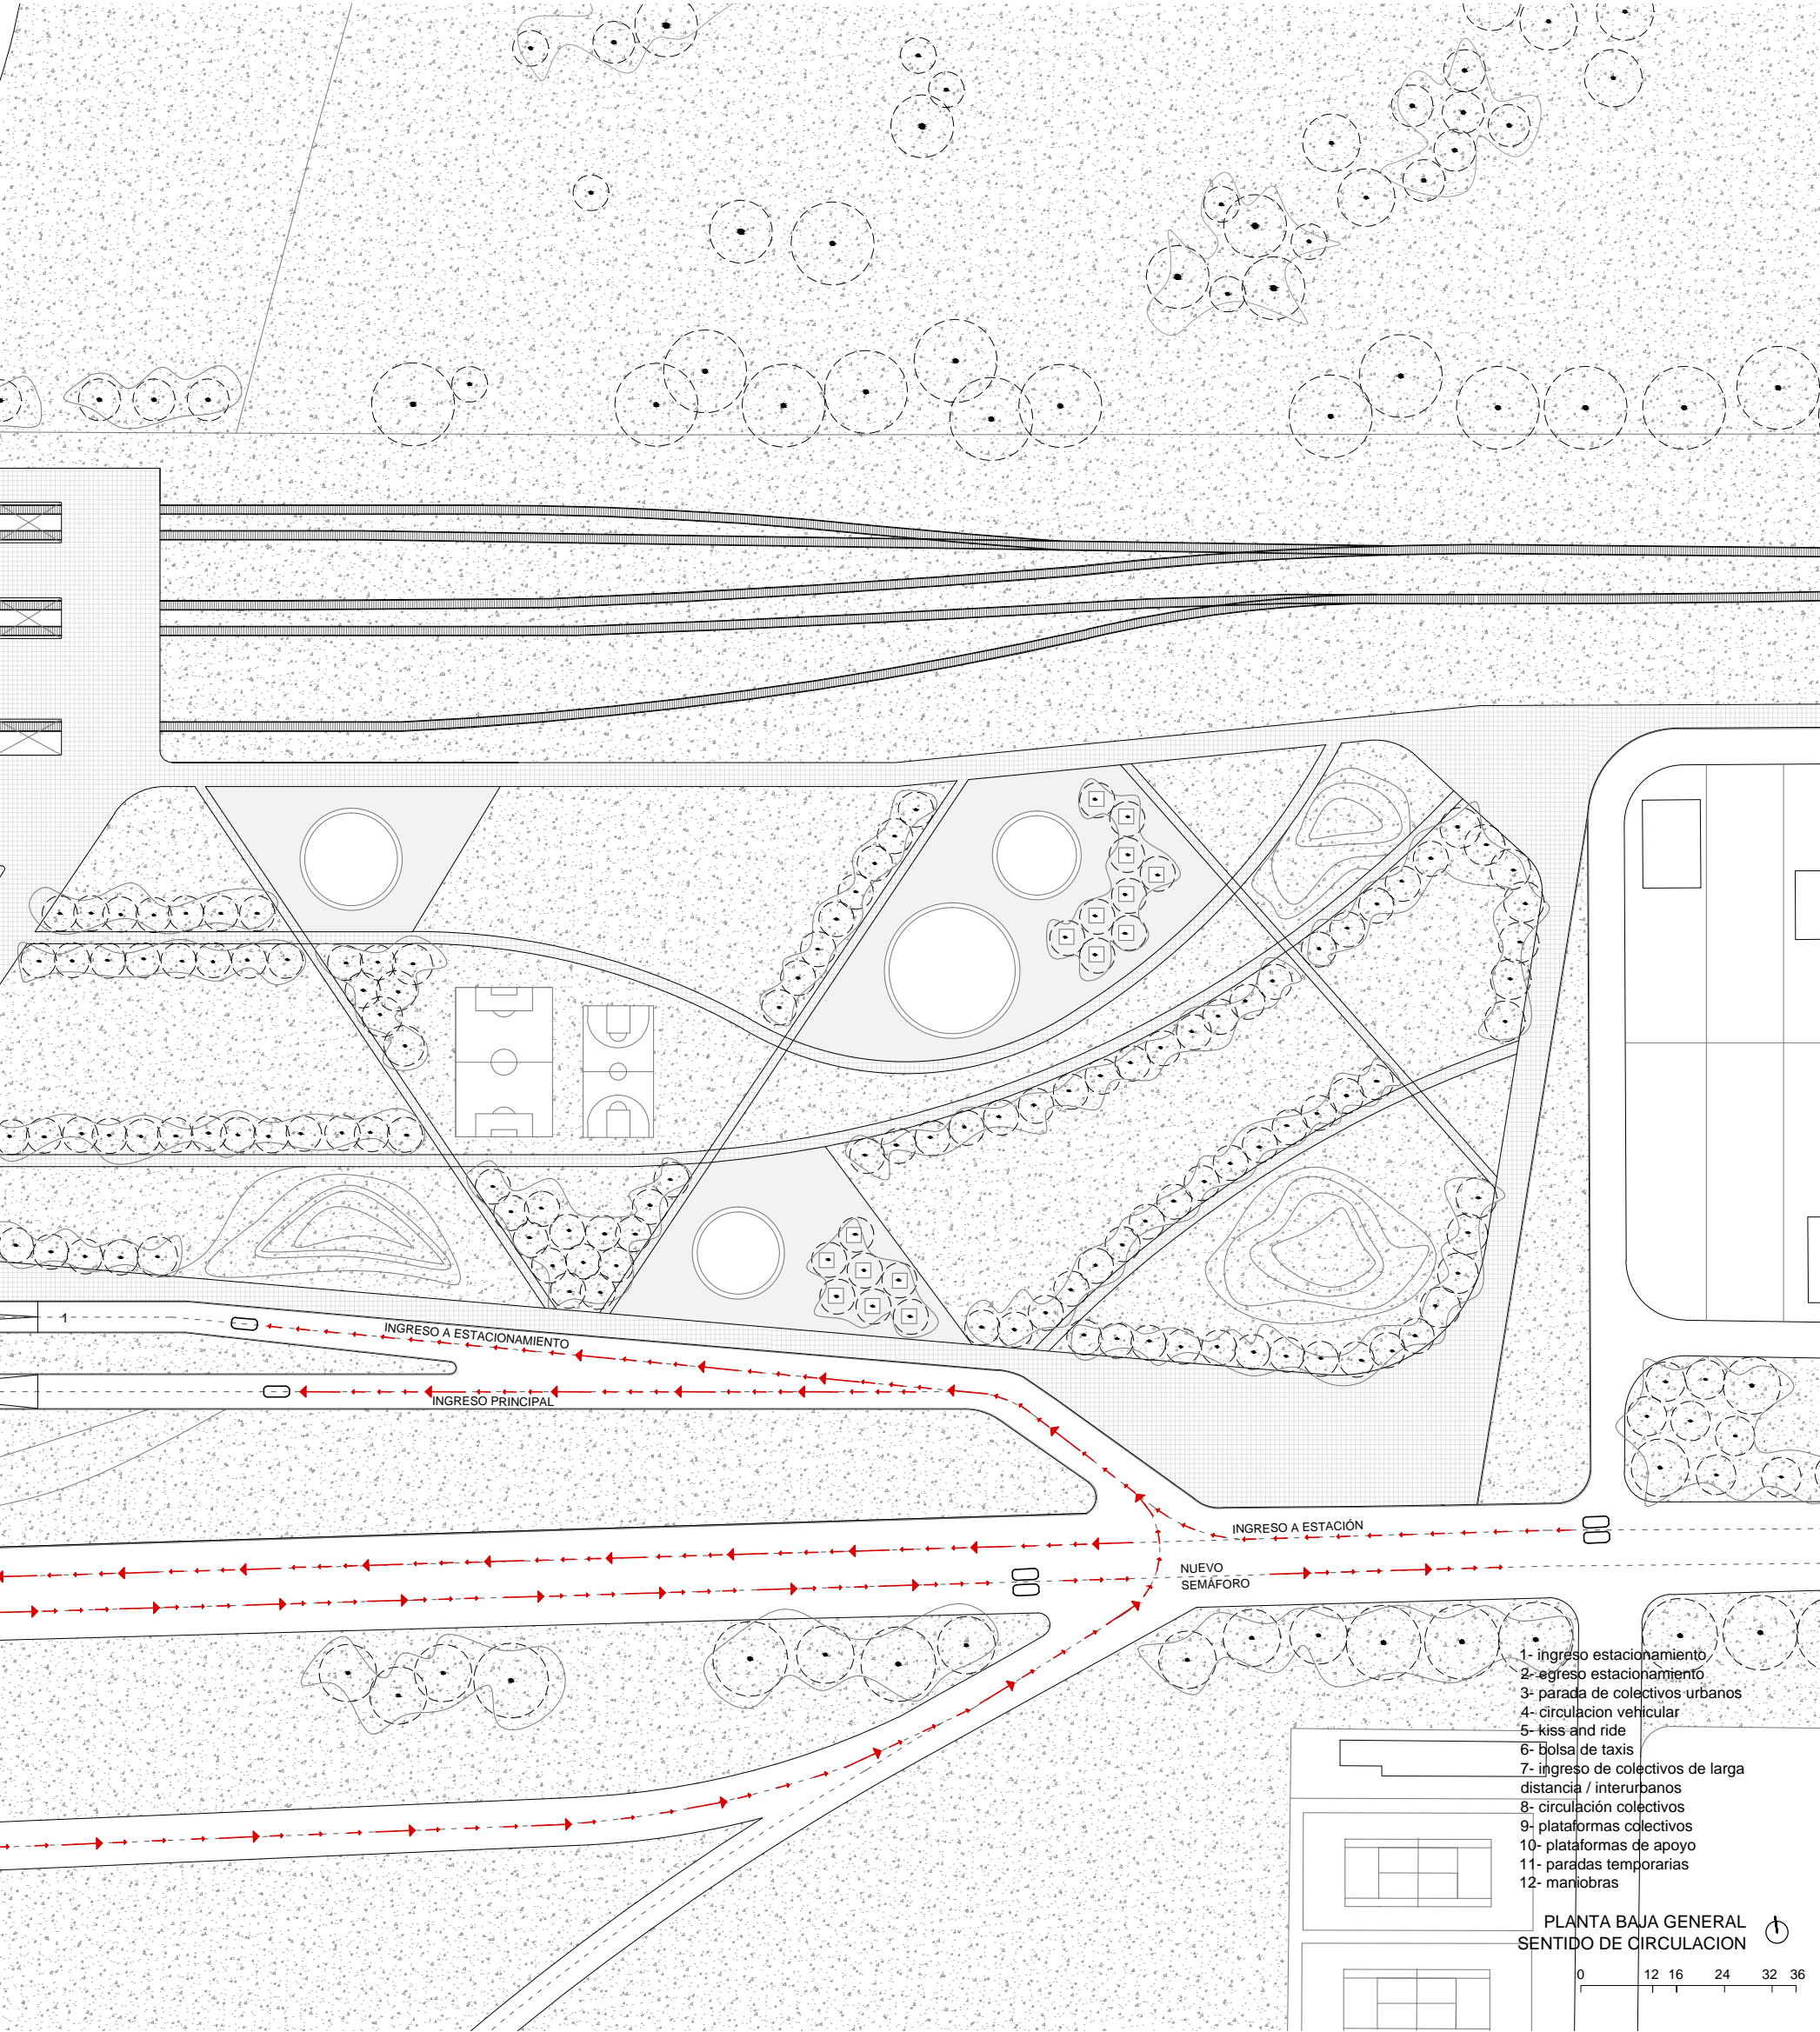 1
INGRESO A ESTACIONAMIENTO
INGRESO PRINCIPAL
INGRESO A ESTACIÓN
NUEVO
SEMÁFORO
1- ingreso estacionamiento
2- egreso estacionamiento
3- parada de colectivos urbanos
4- circulacion vehicular
5- kiss and ride
6- bolsa de taxis
7- ingreso de colectivos de larga
distancia / interurbanos
8- circulación colectivos
9- plataformas colectivos
10- plataformas de apoyo
11- paradas temporarias
12- maniobras
PLANTA BAJA GENERAL
SENTIDO DE CIRCULACION
0 12 16 24 32 36